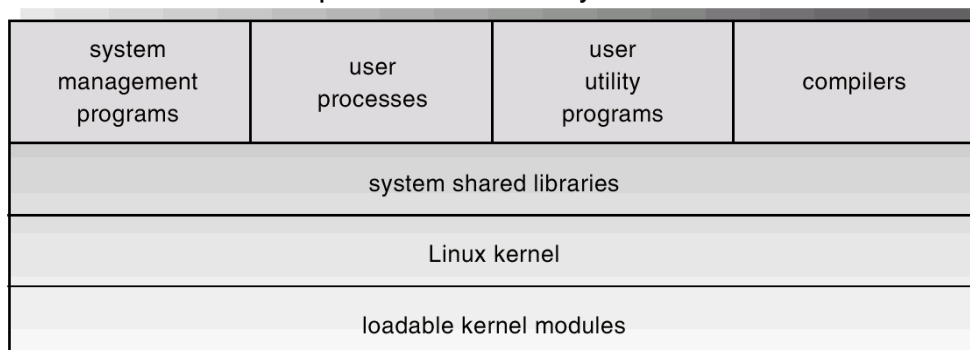 system
management
programs
user
processes
user
utility
programs
compilers
system shared libraries
Linux kernel
loadable kernel modules